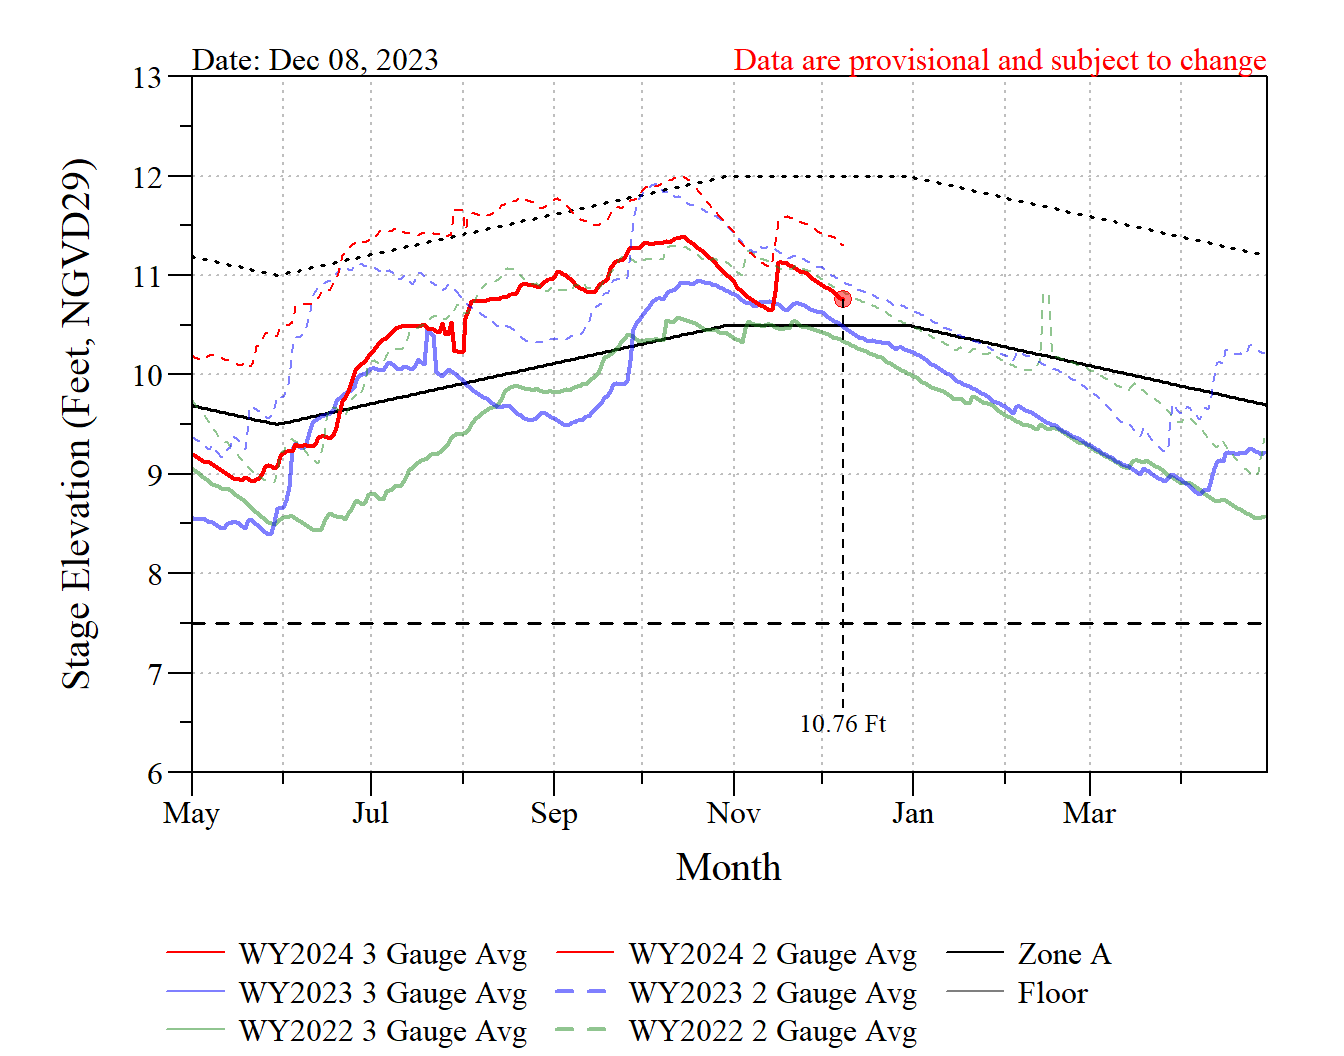 Date: Dec 08, 2023 Data are provisional and subject to change
13
12
11
10
9
8
7
6
Stage Elevation (Feet, NGVD29)
10.76 Ft
May Jul Sep Nov Jan Mar
Month
WY2024 3 Gauge Avg WY2024 2 Gauge Avg Zone A
WY2023 3 Gauge Avg WY2023 2 Gauge Avg Floor
WY2022 3 Gauge Avg WY2022 2 Gauge Avg